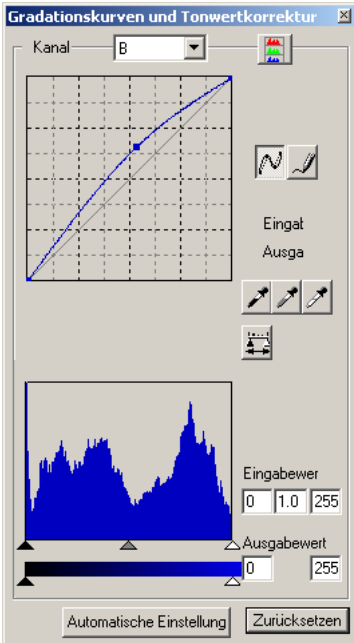 Gradationskurven und Tonwertkorrektur
Kanal
B
Eingat
Ausga
Eingabewer
0 1.0 255
Ausgabewert
0 255
Automatische Einstellung Zurücksetzen